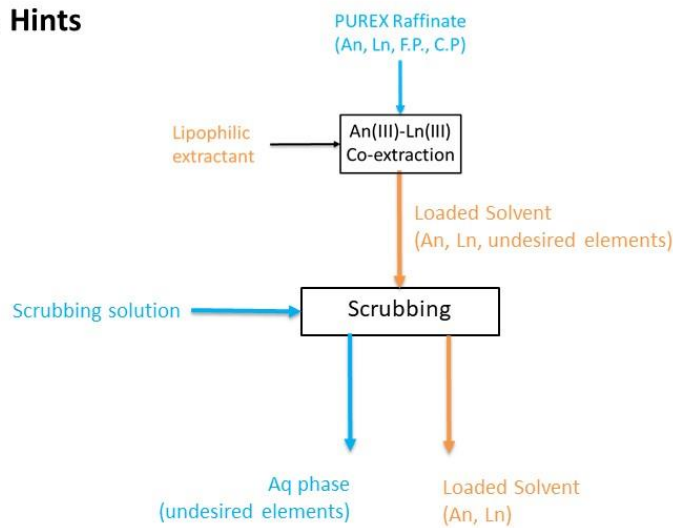 Hints
PUREX Raffinate
(An, Ln, F.P., C.P)
Lipophilic
extractant
An(III)-Ln(III)
Co-extraction
Loaded Solvent
(An, Ln, undesired elements)
Scrubbing solution
Scrubbing
Aq phase
(undesired elements)
Loaded Solvent
(An, Ln)